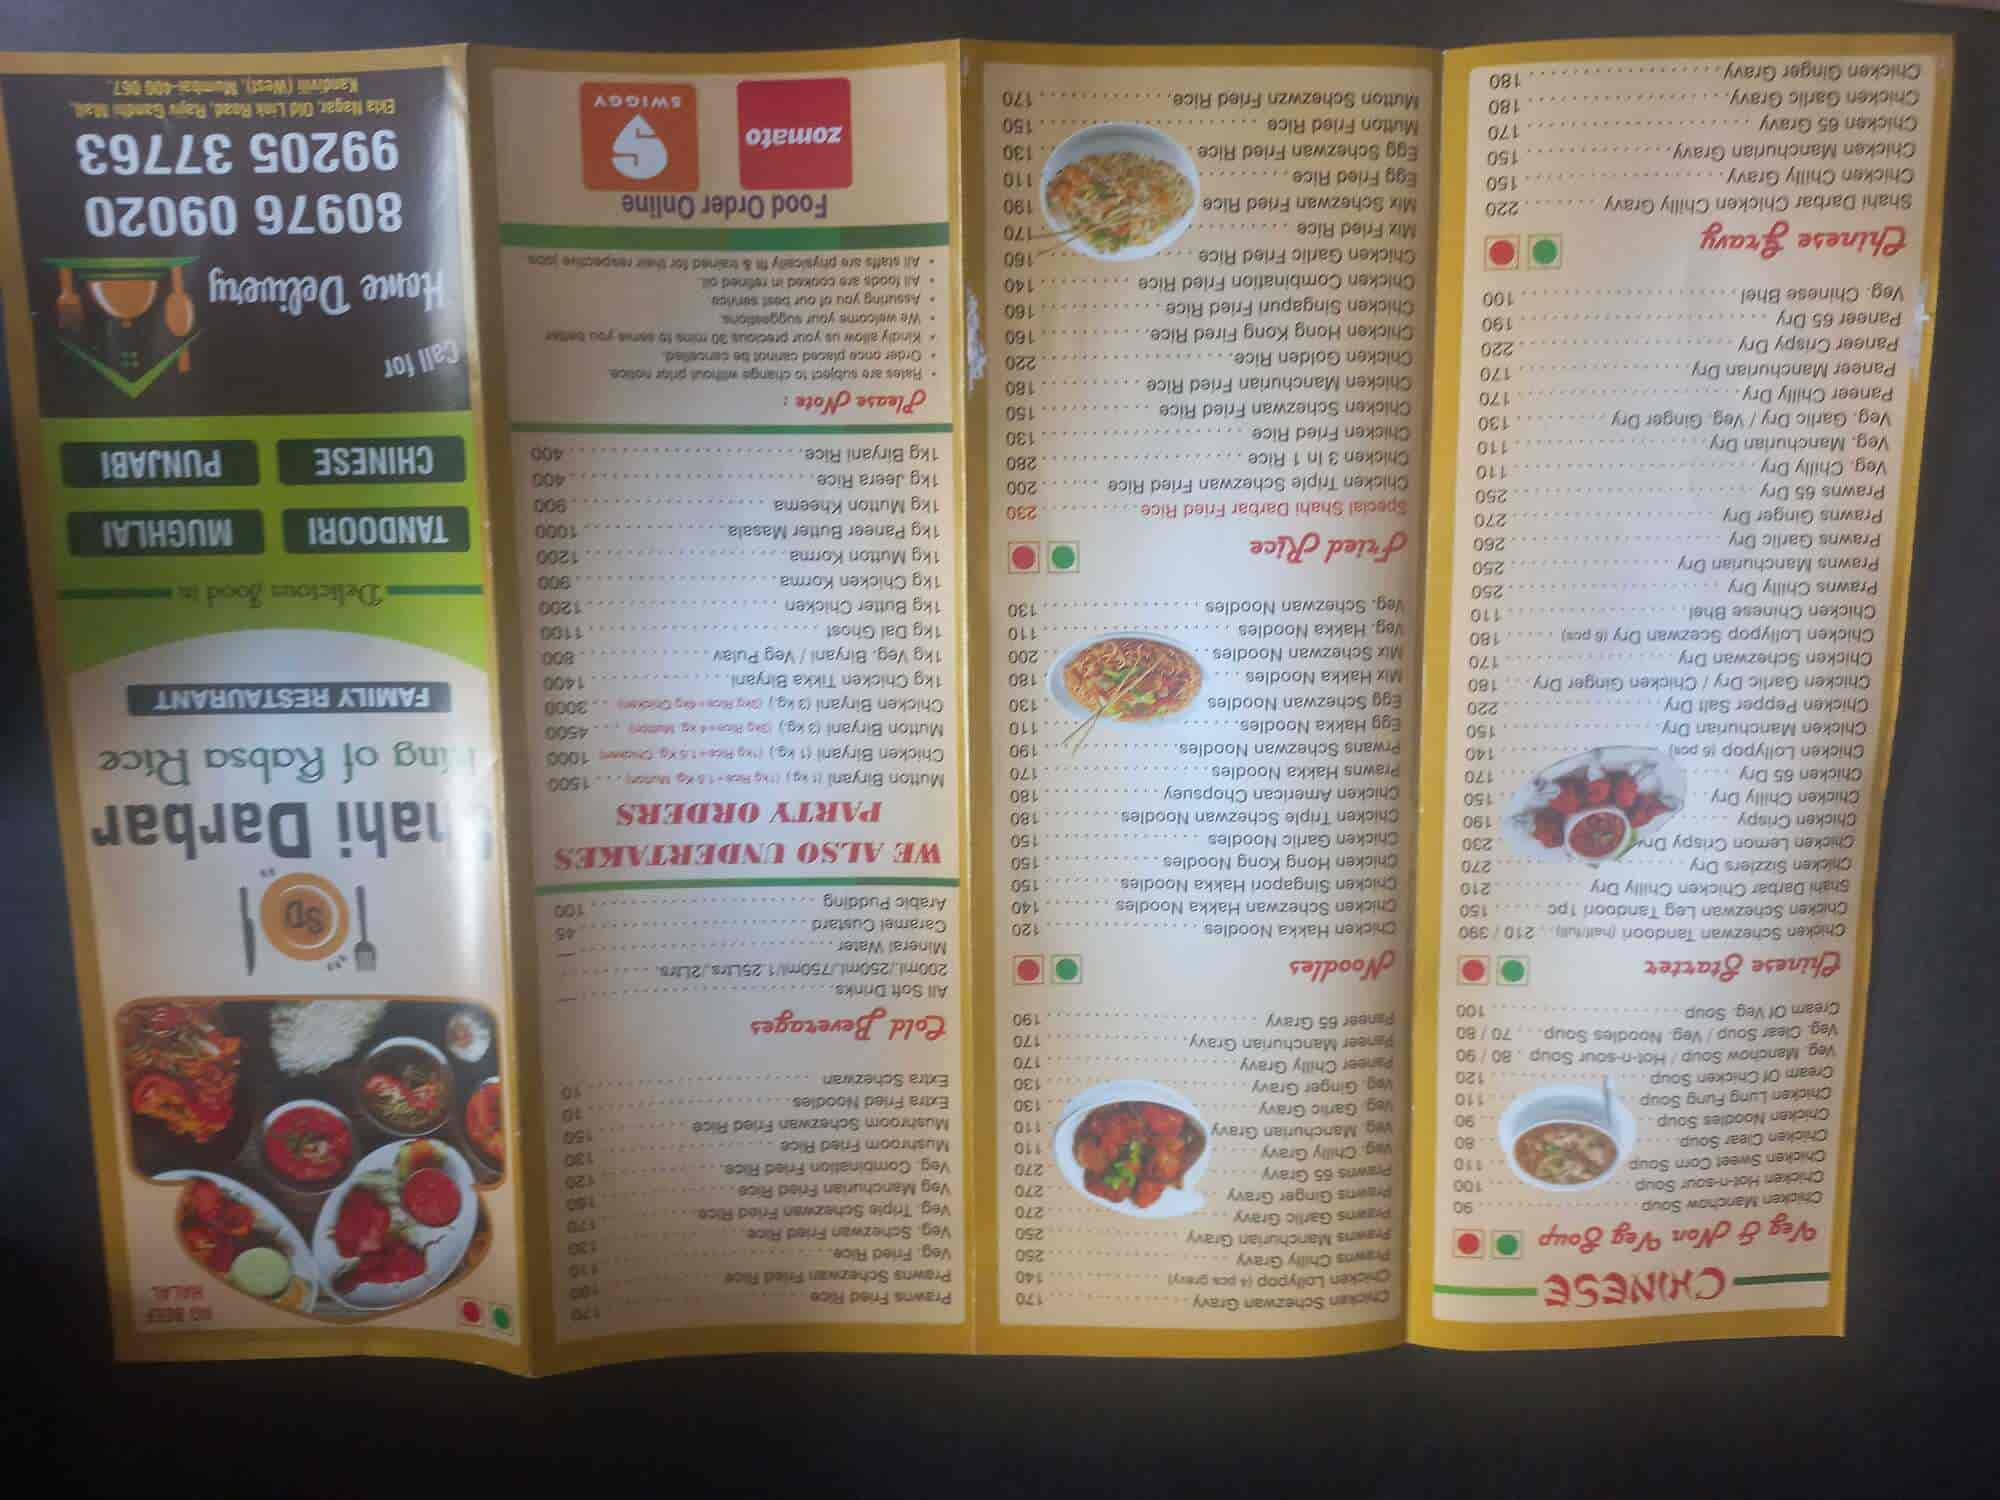 CHINESE
Veg & Non Veg Soup
Chicken Manchow Soup 90
Chicken Hot-n-sour Soup 100
Chicken Sweet Corn Soup 110
Chicken Clear Soup 80
Chicken Noodles Soup 90
Chicken Lung Fung Soup 110
Cream Of Chicken Soup 120
Veg. Manchow Soup / Hot-n-sour Soup 80 / 90
Veg. Clear Soup / Veg. Noodles Soup 70 / 80
Cream Of Veg. Soup 100
Chinese Starter
Chicken Schezwan Tandoori (half/full) 210 / 390
Chicken Schezwan Leg Tandoori 1pc 150
Shahi Darbar Chicken Chilly Dry 210
Chicken Sizzlers Dry 270
Chicken Lemon Crispy Dry 230
Chicken Crispy 190
Chicken Chilly Dry 150
Chicken 65 Dry 170
Chicken Lollypop (6 pcs) 140
Chicken Manchurian Dry 150
Chicken Pepper Salt Dry 220
Chicken Garlic Dry / Chicken Ginger Dry 180
Chicken Schezwan Dry 170
Chicken Lollypop Scezwan Dry (6 pcs) 180
Chicken Chinese Bhel 110
Prawns Chilly Dry 250
Prawns Manchurian Dry 250
Prawns Garlic Dry 260
Prawns Ginger Dry 270
Prawns 65 Dry 250
Veg. Chilly Dry 110
Veg. Manchurian Dry 110
Veg. Garlic Dry / Veg. Ginger Dry 130
Paneer Chilly Dry 170
Paneer Manchurian Dry 170
Paneer Crispy Dry 220
Paneer 65 Dry 190
Veg. Chinese Bhel 100
Chinese Gravy
Shahi Darbar Chicken Chilly Gravy 220
Chicken Chilly Gravy 150
Chicken Manchurian Gravy 150
Chicken 65 Gravy 170
Chicken Garlic Gravy 180
Chicken Ginger Gravy 180
Chicken Schezwan Gravy 170
Chicken Lollypop (4 pcs gravy) 140
Prawns Chilly Gravy 250
Prawns Manchurian Gravy 250
Prawns Garlic Gravy 270
Prawns Ginger Gravy 270
Prawns 65 Gravy 270
Veg. Chilly Gravy 110
Veg. Manchurian Gravy 110
Veg. Garlic Gravy 130
Veg. Ginger Gravy 130
Paneer Chilly Gravy 170
Paneer Manchurian Gravy 170
Paneer 65 Gravy 190
Noodles
Chicken Hakka Noodles 120
Chicken Schezwan Hakka Noodles 140
Chicken Singapori Hakka Noodles 150
Chicken Hong Kong Noodles 150
Chicken Garlic Noodles 150
Chicken Triple Schezwan Noodles 180
Chicken American Chopsuey 180
Prawns Hakka Noodles 170
Prwans Schezwan Noodles 190
Egg Hakka Noodles 110
Egg Schezwan Noodles 130
Mix Hakka Noodles 180
Mix Schezwan Noodles 200
Veg. Hakka Noodles 110
Veg. Schezwan Noodles 130
Fried Rice
Special Shahi Darbar Fried Rice 230
Chicken Triple Schezwan Fried Rice 200
Chicken 3 In 1 Rice 280
Chicken Fried Rice 130
Chicken Schezwan Fried Rice 150
Chicken Manchurian Fried Rice 180
Chicken Golden Rice 220
Chicken Hong Kong Fired Rice 160
Chicken Singapuri Fried Rice 160
Chicken Combination Fried Rice 140
Chicken Garlic Fried Rice 160
Mix Fried Rice 170
Mix Schezwan Fried Rice 190
Egg Fried Rice 110
Egg Schezwan Fried Rice 130
Mutton Fried Rice 150
Mutton Schezwzn Fried Rice 170
Prawns Fried Rice 170
Prawns Schezwan Fried Rice
Veg. Fried Rice 110
Veg. Schezwan Fried Rice 130
Veg. Triple Schezwan Fried Rice 170
Veg Manchurian Fried Rice
Veg. Combination Fried Rice 120
Mushroom Fried Rice 130
Mushroom Schezwan Fried Rice 150
Extra Fried Noodles 10
Extra Schezwan 10
Cold Beverages
All Soft Drinks
200ml./250ml./750ml/1.25Ltrs./2Ltrs.
Mineral Water
Caramel Custard 45
Arabic Pudding 100
WE ALSO UNDERTAKES
PARTY ORDERS
Mutton Biryani (1 kg) (1kg Rice+1.5 Kg. Mutton) 1500
Chicken Biryani (1 kg) (1kg Rice+1.5 Kg. Chicken) 1000
Mutton Biryani (3 kg) (3kg Rice+4 kg. Mutton) 4500
Chicken Biryani (3 kg) (3kg Rice+4kg. Chicken) 3000
1kg Chicken Tikka Biryani 1400
1kg Veg. Biryani / Veg Pulav 800
1kg Dal Ghost 1100
1kg Butter Chicken 1200
1kg Chicken Korma 900
1kg Mutton Korma 1200
1kg Paneer Butter Masala 1000
1kg Mutton Kheema 900
1kg Jeera Rice 400
1kg Biryani Rice 400
Please Note :
• Rates are subject to change without prior notice.
• Order once placed cannot be cancelled.
• Kindly allow us your precious 30 mins to serve you better
• We welcome your suggestions.
• Assuring you of our best service
• All foods are cooked in refined oil.
• All staffs are physically fit & trained for their respective jobs
Food Order Online
zomato
SWIGGY
NO BEEF
HALAL
SD
Shahi Darbar
King of Kabsa Rice
FAMILY RESTAURANT
Delicious food in
TANDOORI
MUGHLAI
CHINESE
PUNJABI
Call for
Home Delivery
80976 09020
99205 37763
Ekta Nagar, Old Link Road, Rajiv Gandhi Mad,
Kandivli (West), Mumbai-400 067.